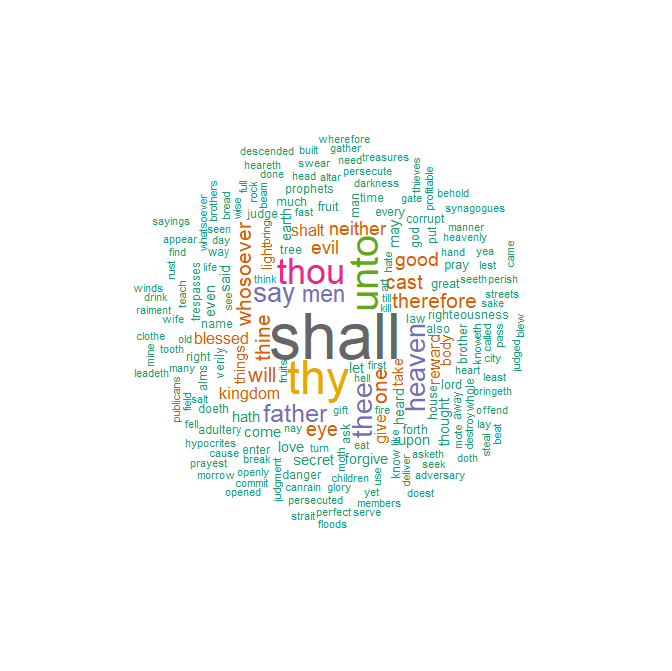 wherefore
descended built gather
heareth swear need treasures
done head altar persecute
prophets darkness
thieves
gate profitable behold
full rock beam
brothers bread wise
much fruit man time
judge fast every corrupt synagogues
sayings whatsoever seen earth shalt neither may god put manner
appear day bring tree evil heavenly
find way light hate good hand yea came
rust life said think thou unto pray lest
teach trespasses even see whosoever art cast great seeth perish
winds say men till therefore streets
drink kill sake
raiment name law righteousness
wife thine shall also called pass blew
clothe blessed heaven brother knoweth judged
mine old things verily right
leadeth many alms will fruits thy let first reward body heart least
publicans field salt kingdom hell thee one take house lord away whole bringeth
doeth father gift fire give heard thought mote destroy offend
fell hath eye nay like upon forth lay
adultery come ask steal beat
hypocrites love turn eat know asketh
cause enter secret moth forgive deliver seek doth
prayest break
morrow openly danger children use adversary
commit judgment canrain glory yet doest
opened persecuted members
strait perfect serve
floods